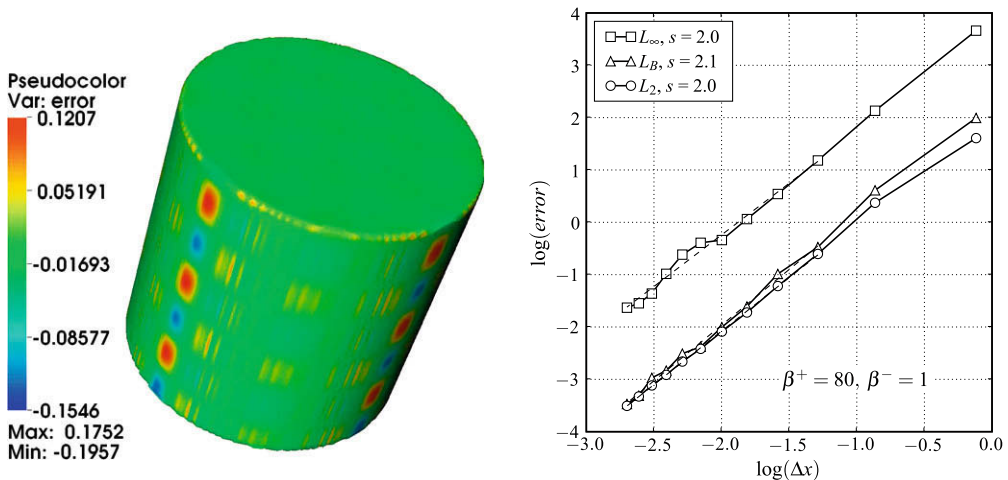 Pseudocolor
Var: error
0.1207
0.05191
-0.01693
-0.08577
-0.1546
Max: 0.1752
Min: -0.1957
L∞, s = 2.0
L_B, s = 2.1
L₂, s = 2.0
log(error)
4
3
2
1
0
−1
−2
−3
−4
β⁺ = 80, β⁻ = 1
−3.0 −2.5 −2.0 −1.5 −1.0 −0.5 0.0
log(Δx)